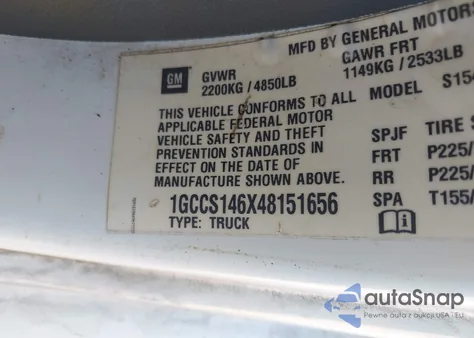 MFD BY GENERAL MOTORS
GM
GVWR
2200KG / 4850LB
GAWR FRT
1149KG / 2533LB
THIS VEHICLE CONFORMS TO ALL
APPLICABLE FEDERAL MOTOR
VEHICLE SAFETY AND THEFT
PREVENTION STANDARDS IN
EFFECT ON THE DATE OF
MANUFACTURE SHOWN ABOVE.
1GCCS146X48151656
TYPE: TRUCK
MODEL S154
SPJF TIRE S
FRT P225/
RR P225/
SPA T155/
autoSnap
Pewne auta z aukcji USA i EU